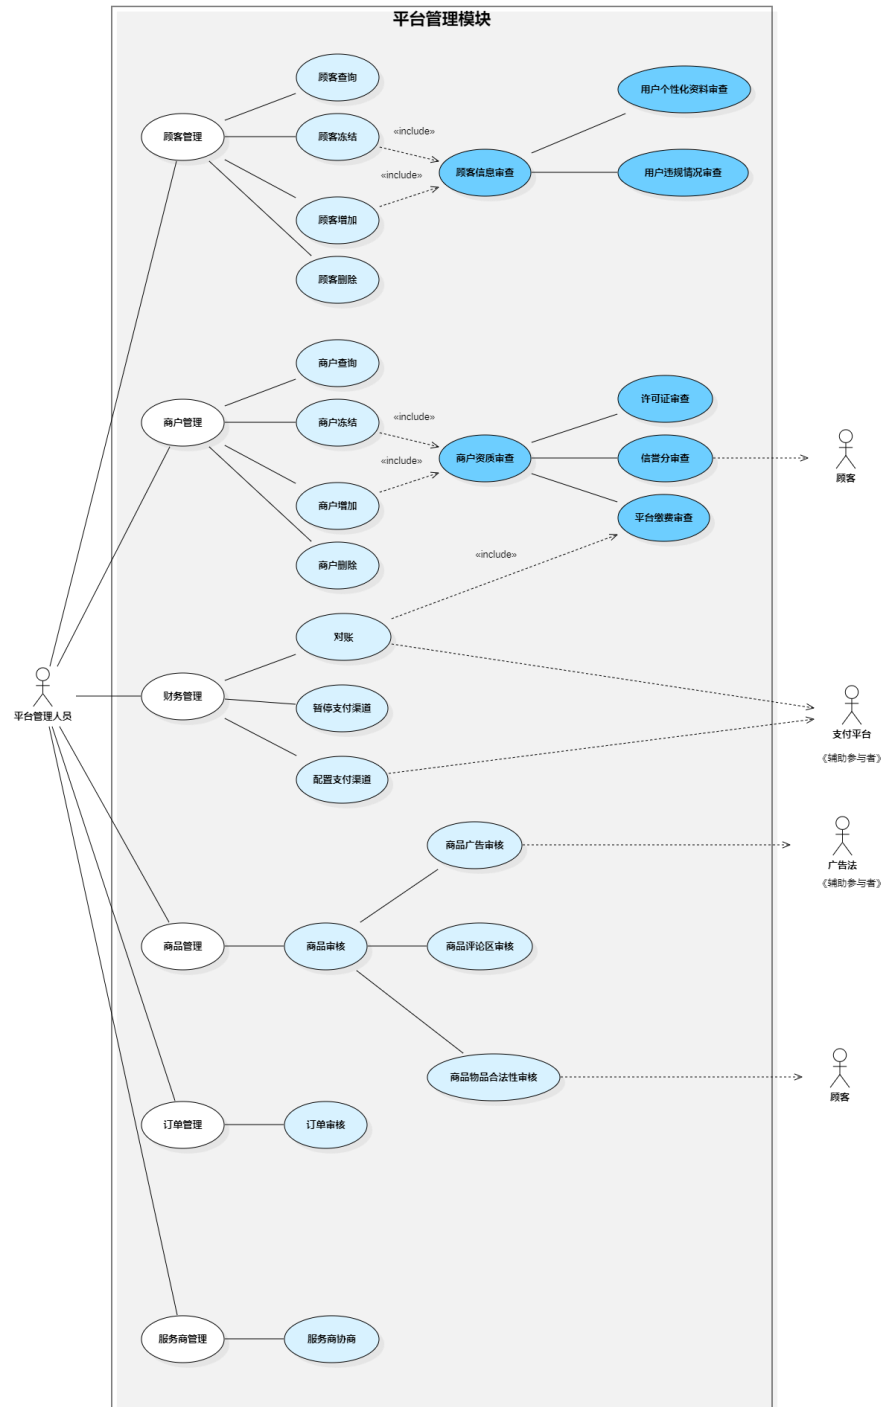 平台管理模块
顾客查询
用户个性化资料审查
顾客管理
顾客冻结
«include»
顾客信息审查
用户违规情况审查
«include»
顾客增加
顾客删除
商户查询
许可证审查
商户管理
商户冻结
«include»
商户资质审查
信誉分审查
顾客
«include»
商户增加
平台缴费审查
«include»
商户删除
对账
平台管理人员
财务管理
暂停支付渠道
支付平台
《辅助参与者》
配置支付渠道
商品广告审核
广告法
《辅助参与者》
商品管理
商品审核
商品评论区审核
商品物品合法性审核
顾客
订单管理
订单审核
服务商管理
服务商协商